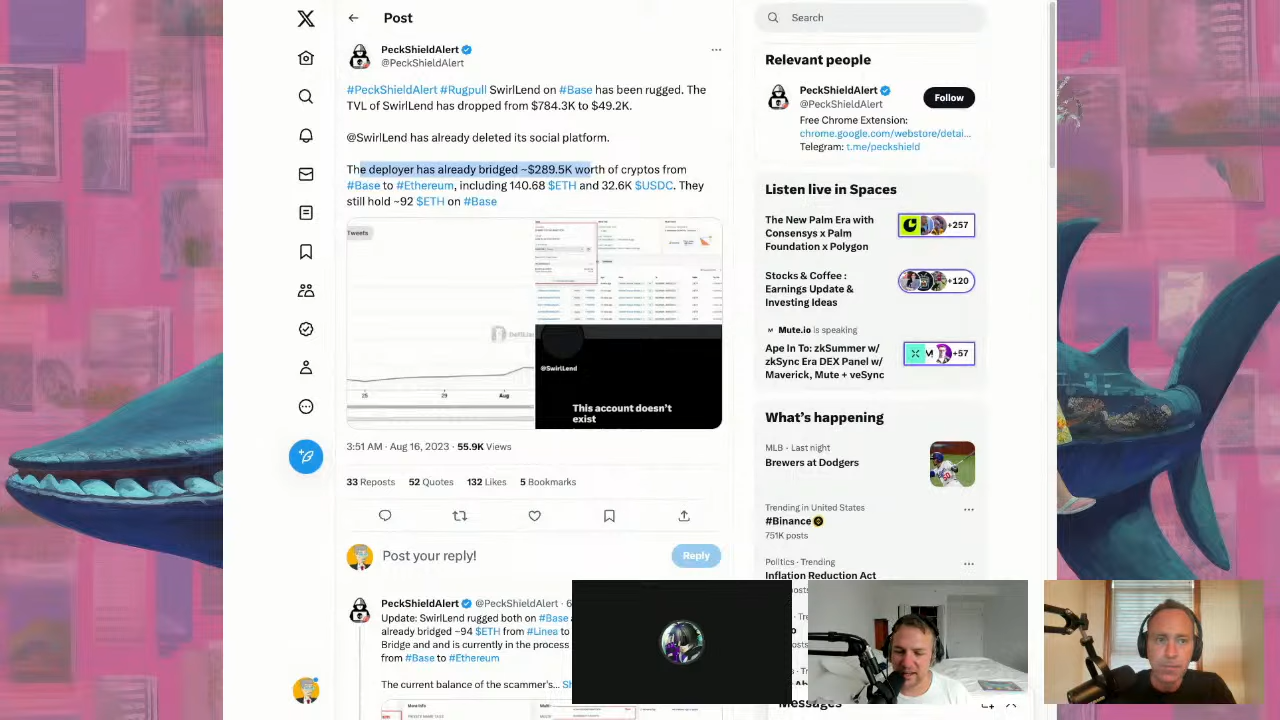 Post
Search
PeckShieldAlert
@PeckShieldAlert
#PeckShieldAlert #Rugpull SwirlLend on #Base has been rugged. The
TVL of SwirlLend has dropped from $784.3K to $49.2K.
@SwirlLend has already deleted its social platform.
The deployer has already bridged ~$289.5K worth of cryptos from
#Base to #Ethereum, including 140.68 $ETH and 32.6K $USDC. They
still hold ~92 $ETH on #Base
Tweets
@SwirlLend
This account doesn't
exist
25
29
Aug
3:51 AM · Aug 16, 2023 · 55.9K Views
33 Reposts 52 Quotes 132 Likes 5 Bookmarks
Post your reply!
Reply
PeckShieldAlert @PeckShieldAlert · 6
Update: SwirlLend rugged both on #Base
already bridged ~94 $ETH from #Linea to
Bridge and and is currently in the process
from #Base to #Ethereum
The current balance of the scammer's...
Relevant people
PeckShieldAlert
@PeckShieldAlert
Follow
Free Chrome Extension:
chrome.google.com/webstore/detai...
Telegram: t.me/peckshield
Listen live in Spaces
The New Palm Era with
Consensys x Palm
Foundation x Polygon
+257
Stocks & Coffee :
Earnings Update &
Investing Ideas
+120
Mute.io is speaking
Ape In To: zkSummer w/
zkSync Era DEX Panel w/
Maverick, Mute + veSync
+57
What's happening
MLB · Last night
Brewers at Dodgers
Trending in United States
#Binance
751K posts
Politics · Trending
Inflation Reduction Act
Messages